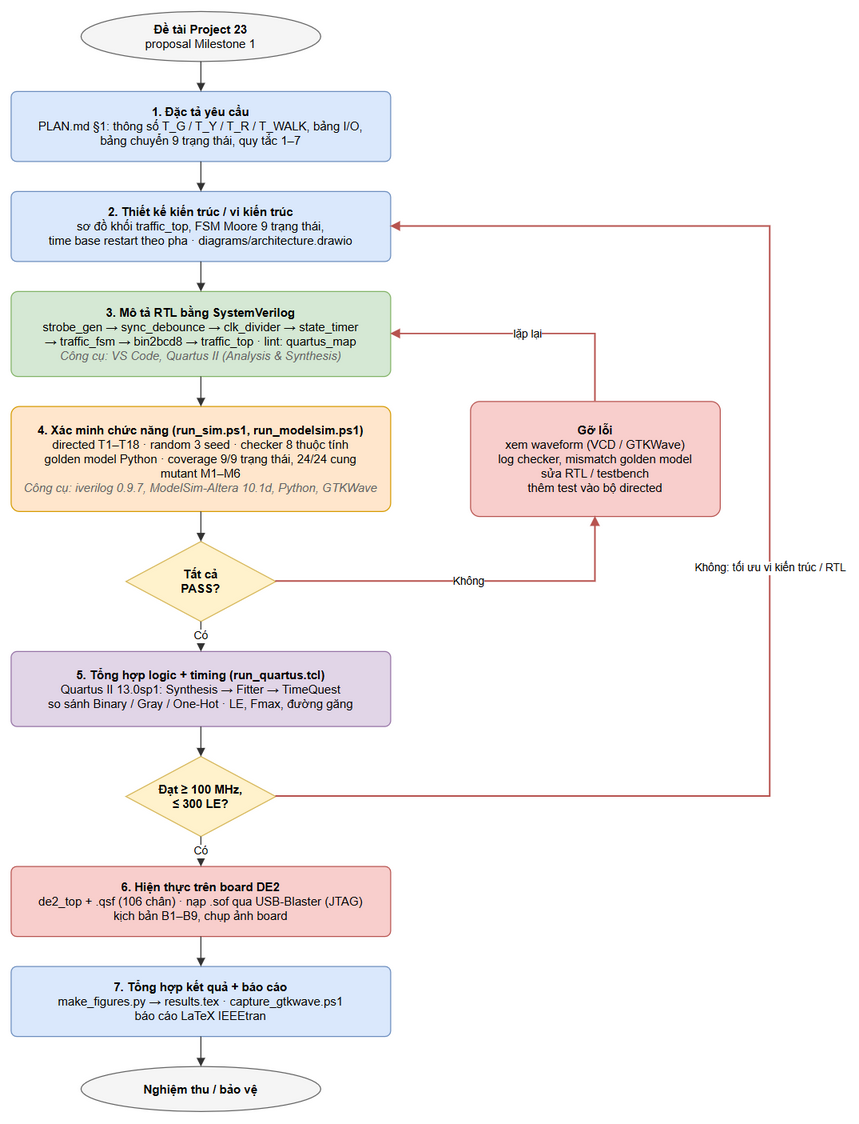 Đề tài Project 23
proposal Milestone 1
1. Đặc tả yêu cầu
PLAN.md §1: thông số T_G / T_Y / T_R / T_WALK, bảng I/O,
bảng chuyển 9 trạng thái, quy tắc 1–7
2. Thiết kế kiến trúc / vi kiến trúc
sơ đồ khối traffic_top, FSM Moore 9 trạng thái,
time base restart theo pha · diagrams/architecture.drawio
3. Mô tả RTL bằng SystemVerilog
strobe_gen → sync_debounce → clk_divider → state_timer
→ traffic_fsm → bin2bcd8 → traffic_top · lint: quartus_map
Công cụ: VS Code, Quartus II (Analysis & Synthesis)
lặp lại
4. Xác minh chức năng (run_sim.ps1, run_modelsim.ps1)
directed T1–T18 · random 3 seed · checker 8 thuộc tính
golden model Python · coverage 9/9 trạng thái, 24/24 cung
mutant M1–M6
Công cụ: iverilog 0.9.7, ModelSim-Altera 10.1d, Python, GTKWave
Gỡ lỗi
xem waveform (VCD / GTKWave)
log checker, mismatch golden model
sửa RTL / testbench
thêm test vào bộ directed
Tất cả
PASS?
Không
Không: tối ưu vi kiến trúc / RTL
Có
5. Tổng hợp logic + timing (run_quartus.tcl)
Quartus II 13.0sp1: Synthesis → Fitter → TimeQuest
so sánh Binary / Gray / One-Hot · LE, Fmax, đường găng
Đạt ≥ 100 MHz,
≤ 300 LE?
Có
6. Hiện thực trên board DE2
de2_top + .qsf (106 chân) · nạp .sof qua USB-Blaster (JTAG)
kịch bản B1–B9, chụp ảnh board
7. Tổng hợp kết quả + báo cáo
make_figures.py → results.tex · capture_gtkwave.ps1
báo cáo LaTeX IEEEtran
Nghiệm thu / bảo vệ